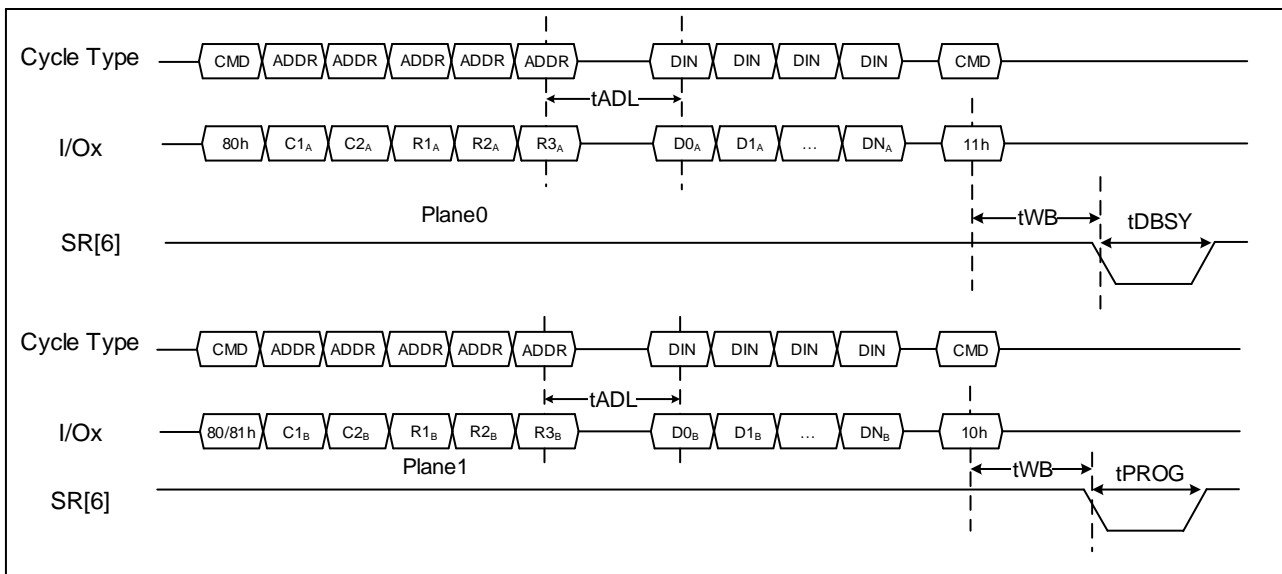 Cycle Type CMD ADDR ADDR ADDR ADDR ADDR DIN DIN DIN DIN CMD
tADL
I/Ox 80h C1A C2A R1A R2A R3A D0A D1A … DNA 11h
Plane0 tWB tDBSY
SR[6]
Cycle Type CMD ADDR ADDR ADDR ADDR ADDR DIN DIN DIN DIN CMD
tADL
I/Ox 80/81h C1B C2B R1B R2B R3B D0B D1B … DNB 10h
Plane1 tWB tPROG
SR[6]